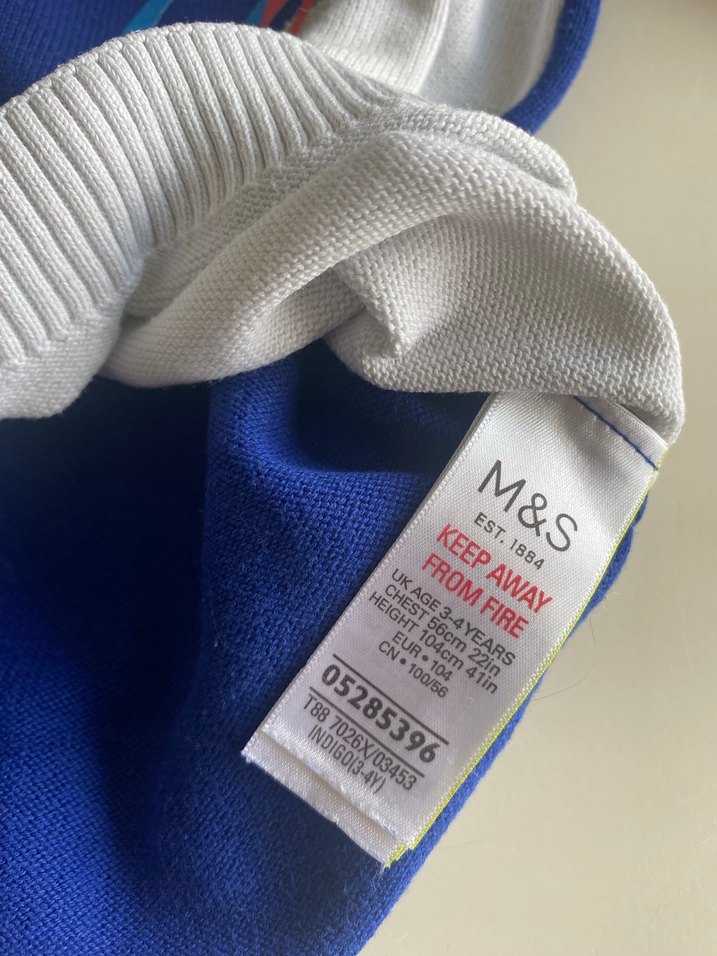 M&S
EST. 1884
KEEP AWAY
FROM FIRE
UK AGE 3-4 YEARS
CHEST 56cm 22in
HEIGHT 104cm 41in
EUR • 104
CN • 100/56
05285396
T88 7026X/03453
INDIGO(3-4Y)